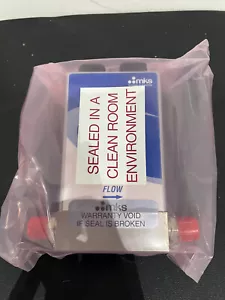 mks
SEALED IN A
CLEAN ROOM
ENVIRONMENT
FLOW
mks
WARRANTY VOID
IF SEAL IS BROKEN